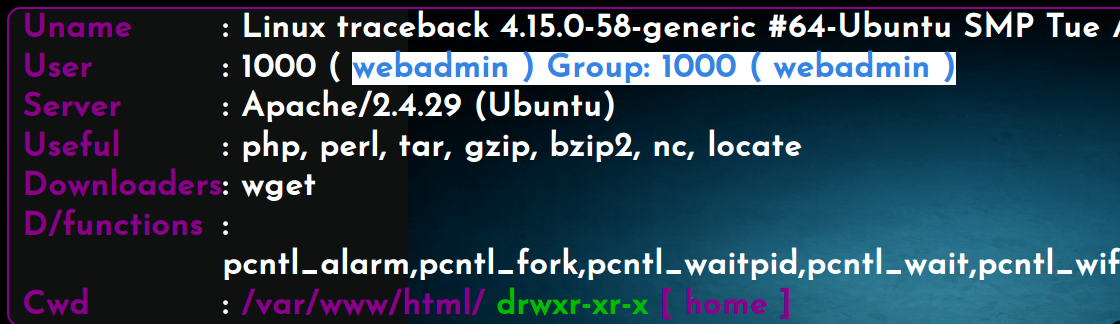 Uname : Linux traceback 4.15.0-58-generic #64-Ubuntu SMP Tue
User : 1000 ( webadmin ) Group: 1000 ( webadmin )
Server : Apache/2.4.29 (Ubuntu)
Useful : php, perl, tar, gzip, bzip2, nc, locate
Downloaders: wget
D/functions :
pcntl_alarm,pcntl_fork,pcntl_waitpid,pcntl_wait,pcntl_wif
Cwd : /var/www/html/ drwxr-xr-x [ home ]